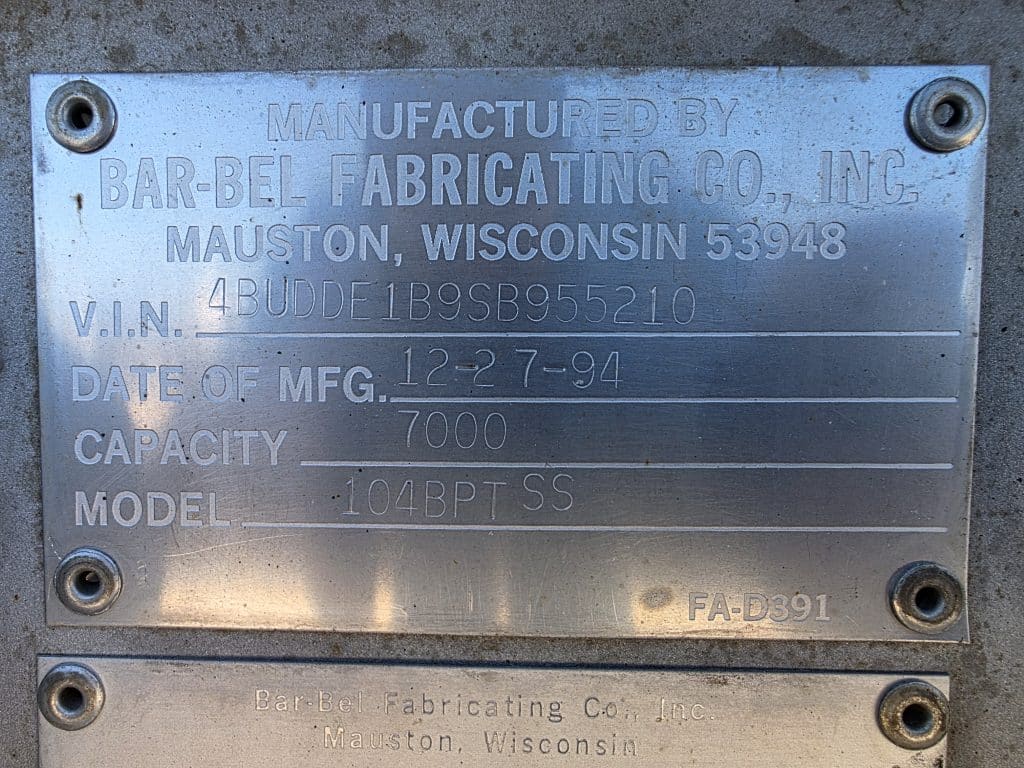 MANUFACTURED BY
BAR-BEL FABRICATING CO., INC.
MAUSTON, WISCONSIN 53948
V.I.N. 4BUDDE1B9SB955210
DATE OF MFG. 12-27-94
CAPACITY 7000
MODEL 104BPT SS
FA-D391
Bar-Bel Fabricating Co., Inc.
Mauston, Wisconsin